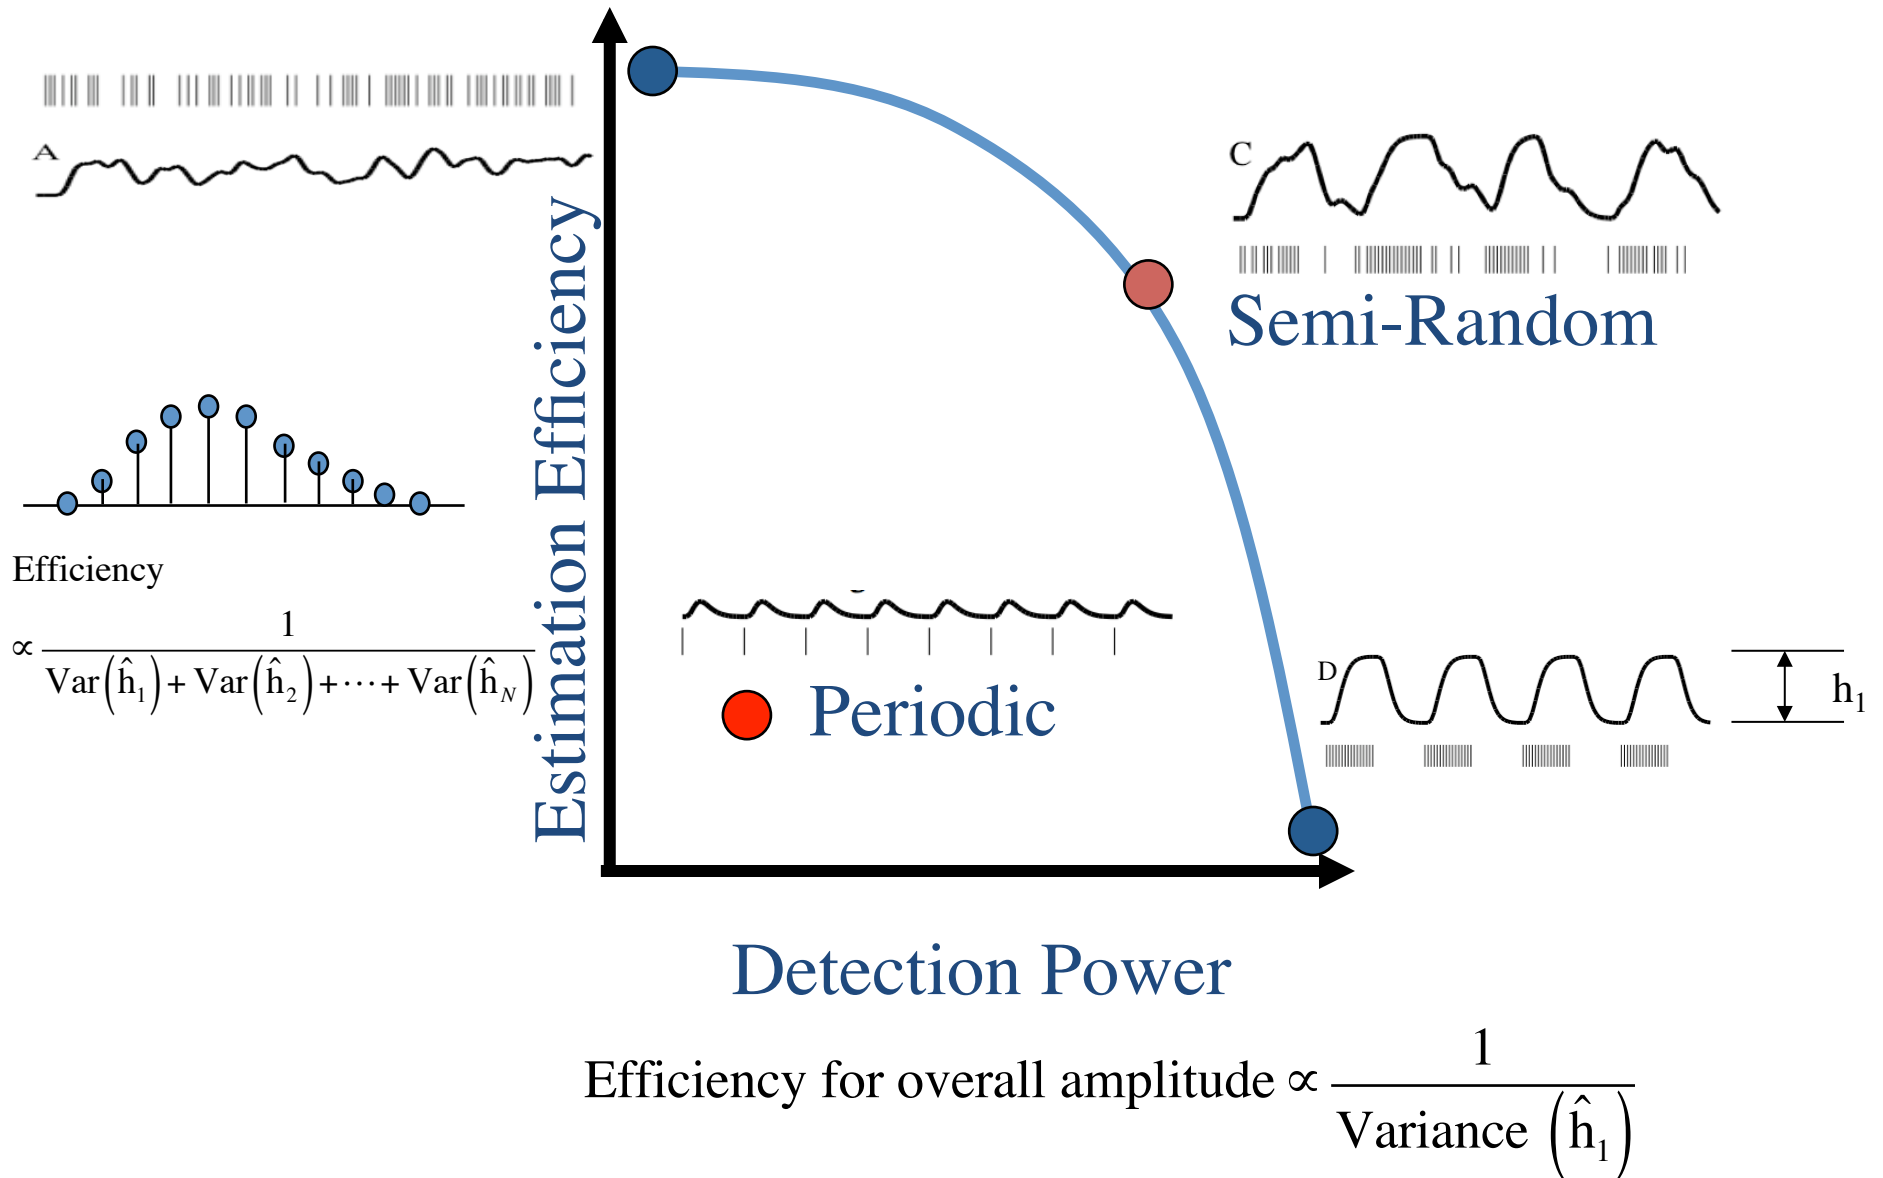 A
C
Semi-Random
Estimation Efficiency
Efficiency
∝ 1 / (Var(ĥ₁) + Var(ĥ₂) + ⋯ + Var(ĥ_N))
Periodic
D
h₁
Detection Power
Efficiency for overall amplitude ∝ 1 / Variance (ĥ₁)